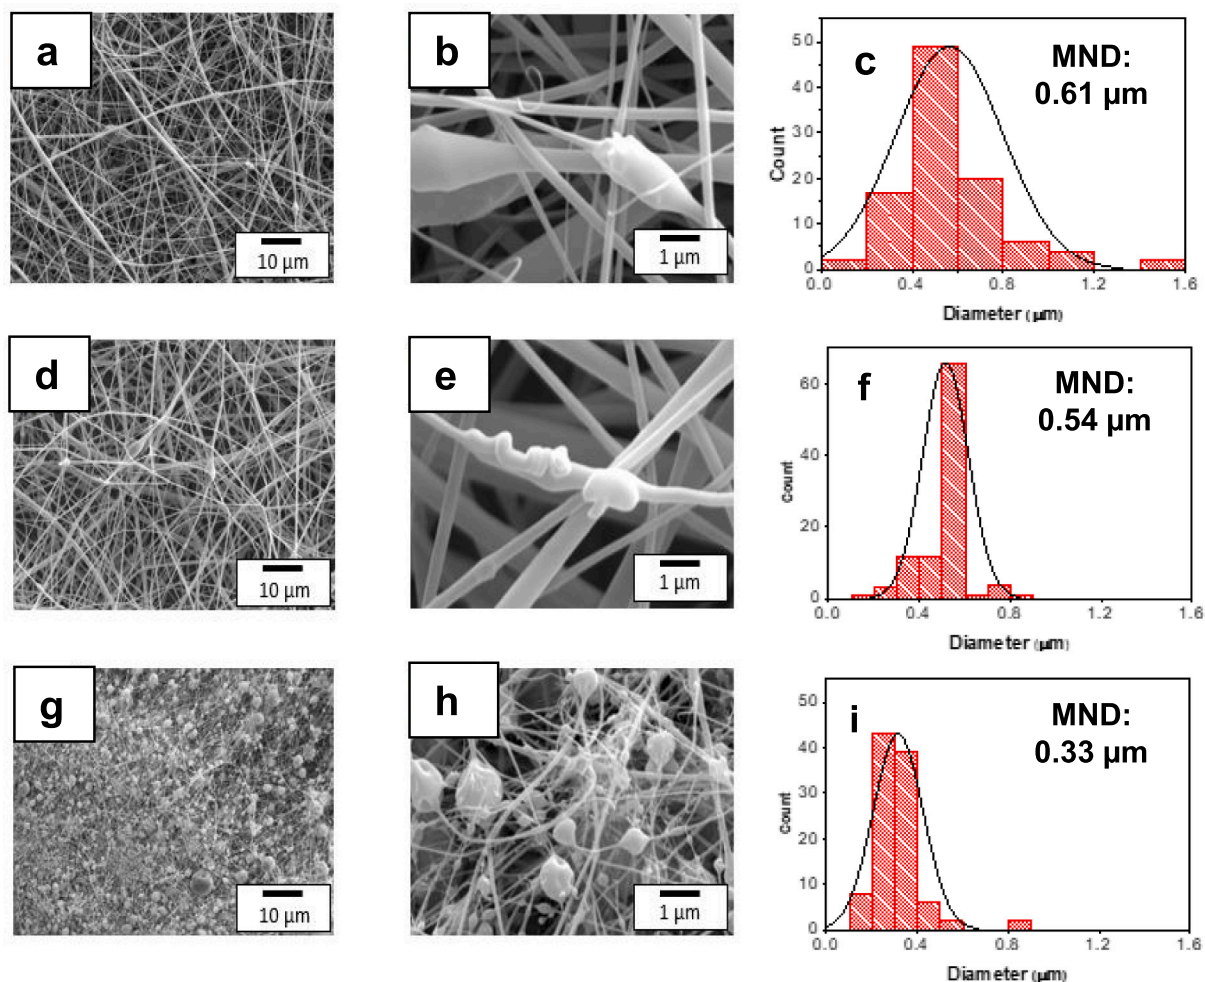 a
10 µm
b
1 µm
c
MND:
0.61 µm
50
40
30
20
10
0
Count
0.0
0.4
0.8
1.2
1.6
Diameter (µm)
d
10 µm
e
1 µm
f
MND:
0.54 µm
60
40
20
0
count
0.0
0.4
0.8
1.2
1.6
Diameter (µm)
g
10 µm
h
1 µm
i
MND:
0.33 µm
50
40
30
20
10
0
count
0.0
0.4
0.8
1.2
1.6
Diameter (µm)